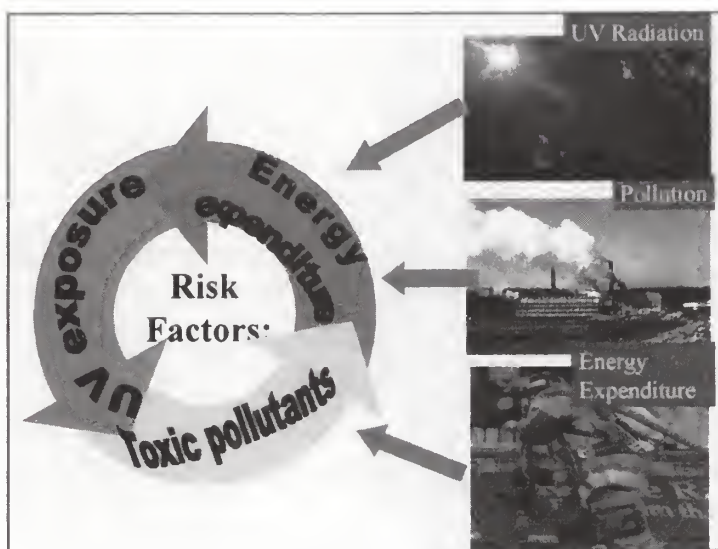 UV Radiation
Pollution
Energy
Expenditure
Energy
expenditure
UV exposure
Risk
Factors:
Toxic pollutants